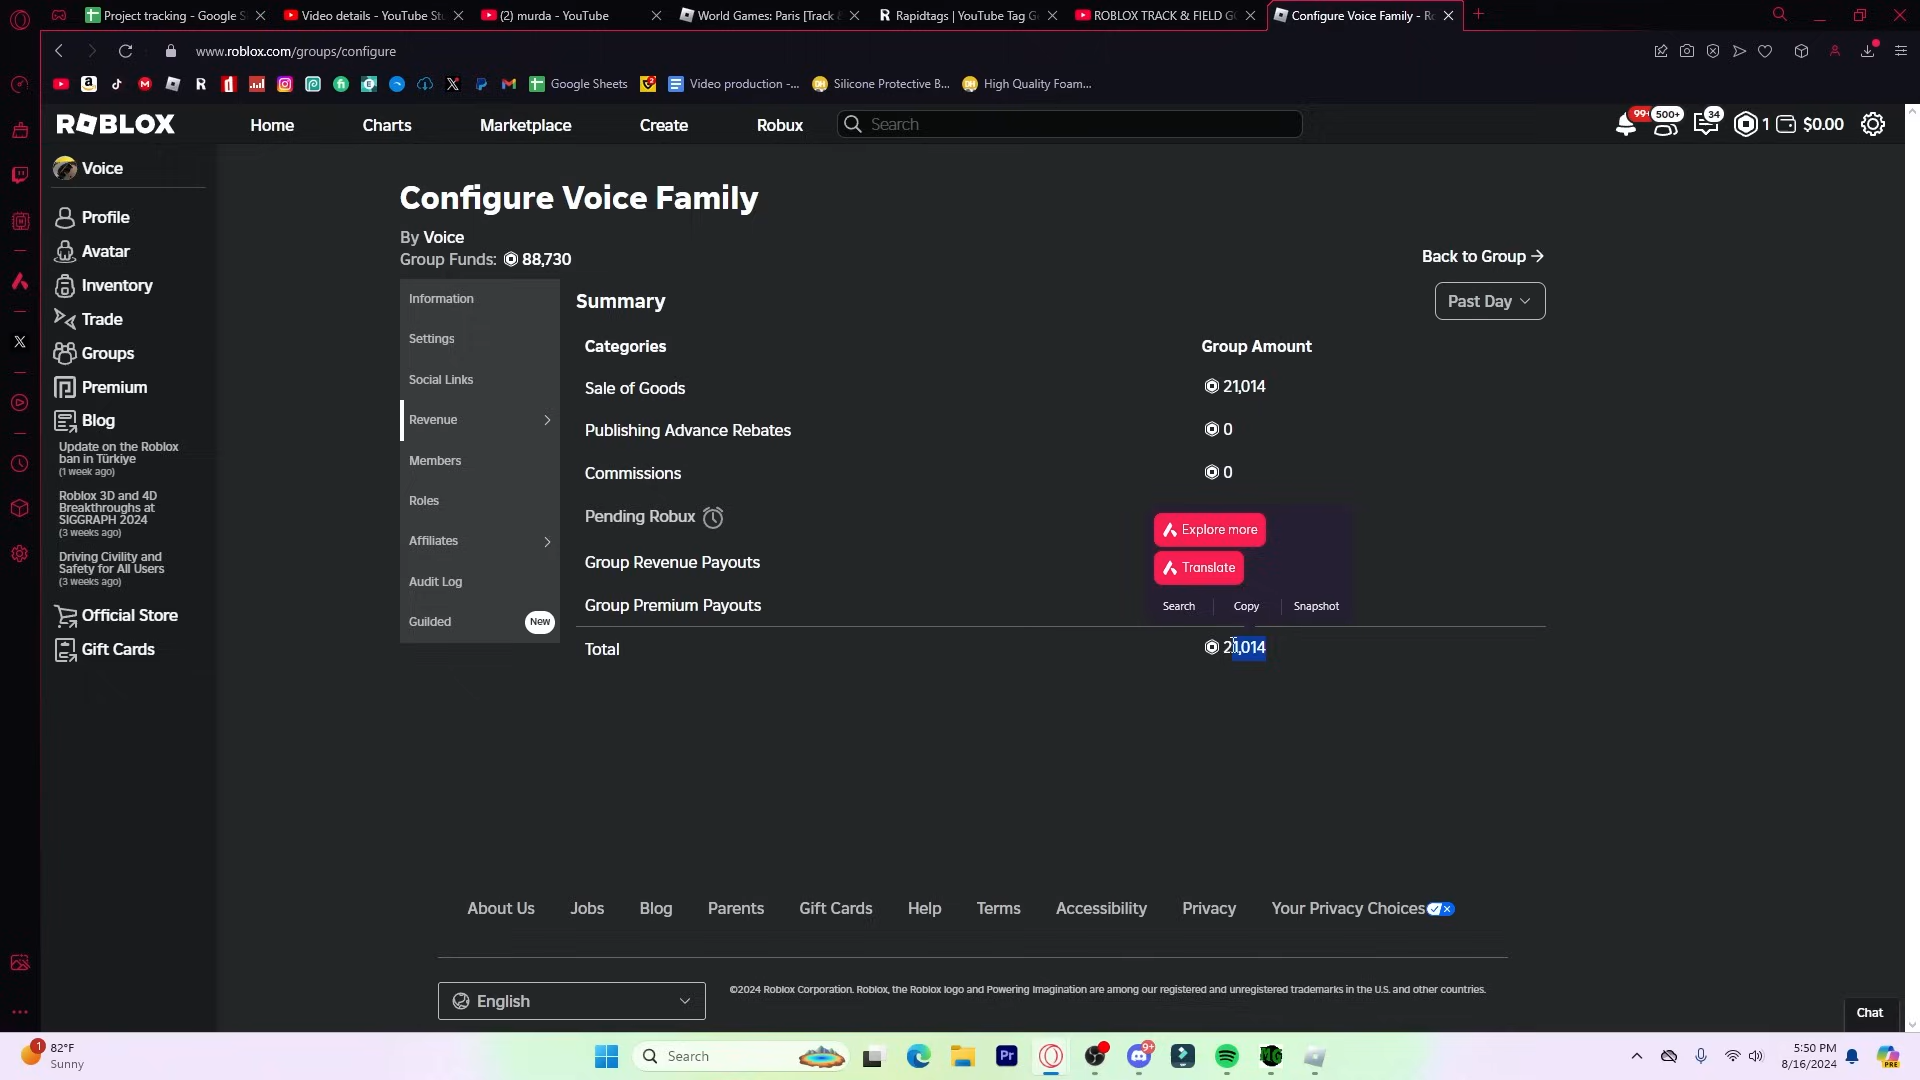 Project tracking - Google S
Video details - YouTube Stu
(2) murda - YouTube
World Games: Paris [Track &
Rapidtags | YouTube Tag Ge
ROBLOX TRACK & FIELD GO
Configure Voice Family - Ro
www.roblox.com/groups/configure
Google Sheets
Video production -...
Silicone Protective B...
High Quality Foam...
ROBLOX
Home
Charts
Marketplace
Create
Robux
Search
99+
500+
34
1
$0.00
Voice
Profile
Avatar
Inventory
Trade
Groups
Premium
Blog
Update on the Roblox
ban in Türkiye
(1 week ago)
Roblox 3D and 4D
Breakthroughs at
SIGGRAPH 2024
(3 weeks ago)
Driving Civility and
Safety for All Users
(3 weeks ago)
Official Store
Gift Cards
Configure Voice Family
By Voice
Group Funds: 88,730
Back to Group
Information
Settings
Social Links
Revenue
Members
Roles
Affiliates
Audit Log
Guilded
New
Summary
Past Day
Categories
Group Amount
Sale of Goods
21,014
Publishing Advance Rebates
0
Commissions
0
Pending Robux
Group Revenue Payouts
Group Premium Payouts
Explore more
Translate
Search
Copy
Snapshot
Total
21,014
About Us
Jobs
Blog
Parents
Gift Cards
Help
Terms
Accessibility
Privacy
Your Privacy Choices
English
©2024 Roblox Corporation. Roblox, the Roblox logo and Powering Imagination are among our registered and unregistered trademarks in the U.S. and other countries.
Chat
1
82°F
Sunny
Search
Pr
9+
MG
5:50 PM
8/16/2024
PRE